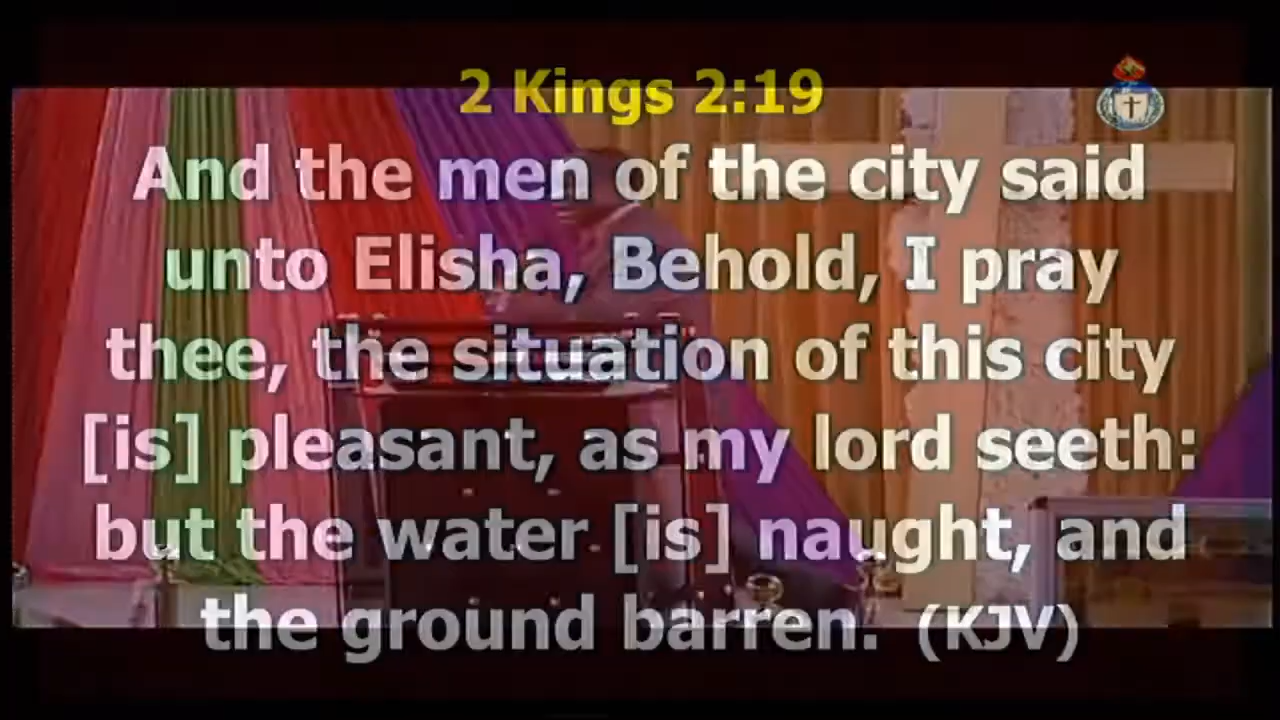 2 Kings 2:19
And the men of the city said
unto Elisha, Behold, I pray
thee, the situation of this city
[is] pleasant, as my lord seeth:
but the water [is] naught, and
the ground barren. (KJV)